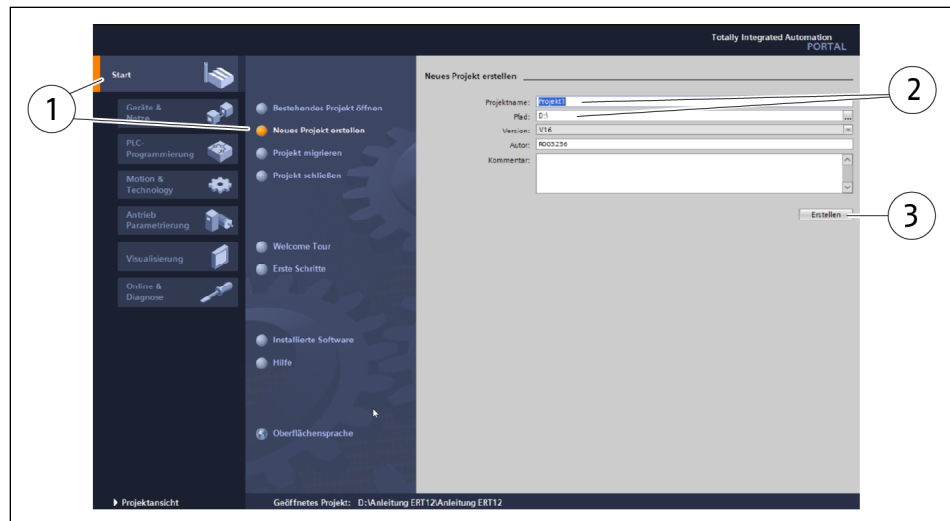 Totally Integrated Automation
PORTAL
Start
Geräte &
Netze
PLC-
Programmierung
Motion &
Technology
Antrieb
Parametrierung
Visualisierung
Online &
Diagnose
1
Bestehendes Projekt öffnen
Neues Projekt erstellen
Projekt migrieren
Projekt schließen
Welcome Tour
Erste Schritte
Installierte Software
Hilfe
Oberflächensprache
Neues Projekt erstellen
Projektname: Projekt1
Pfad: D:\ ...
Version: V16
Autor: R003236
Kommentar:
Erstellen
2
3
Projektansicht
Geöffnetes Projekt: D:\Anleitung ERT12\Anleitung ERT12